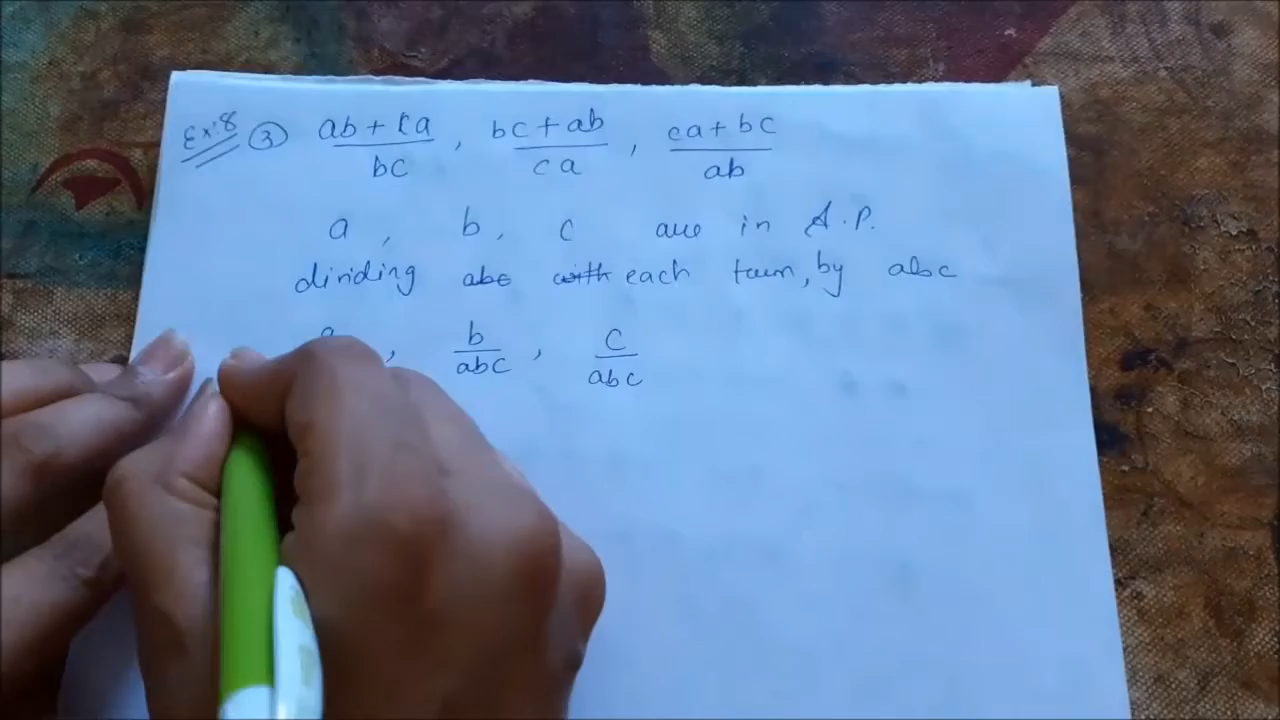 Ex:8 ③ ab + ca / bc , bc + ab / ca , ca + bc / ab
a , b , c are in A.P.
dividing abc with each term, by abc
a , b / abc , c / abc